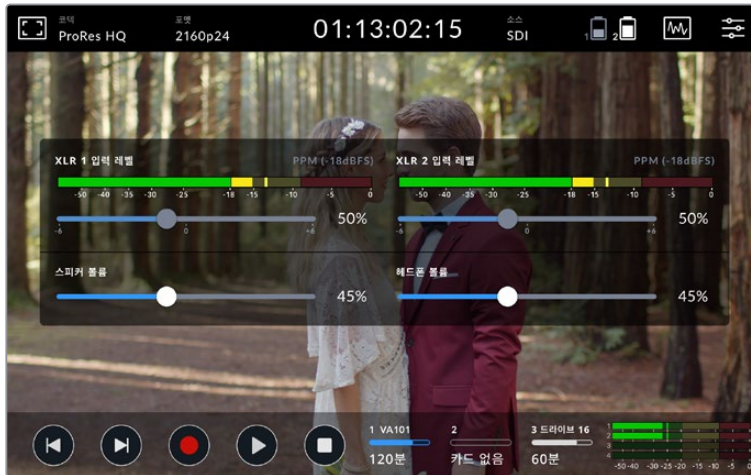 코덱 포맷 소스
ProRes HQ 2160p24 01:13:02:15 SDI 1 2
XLR 1 입력 레벨 PPM (-18dBFS) XLR 2 입력 레벨 PPM (-18dBFS)
-50 -40 -35 -30 -25 -18 -15 -10 -5 0 -50 -40 -35 -30 -25 -18 -15 -10 -5 0
50% 50%
-6 0 +6 -6 0 +6
스피커 볼륨 헤드폰 볼륨
45% 45%
1 VA101 2 3 드라이브 16
120분 카드 없음 60분
1
2
3
4
-50 -40 -30 -25 -20 -15 -10 -5